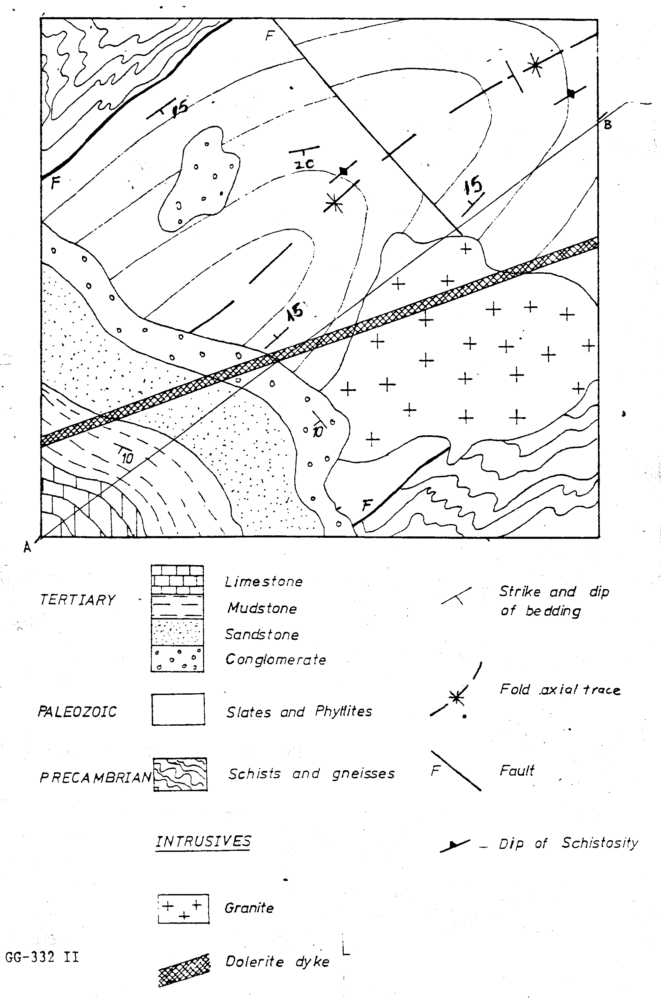 F
15
B
F
20
15
15
10
10
F
A
TERTIARY
Limestone
Mudstone
Sandstone
Conglomerate
Strike and dip
of bedding
Fold axial trace
PALEOZOIC
Slates and Phyllites
PRECAMBRIAN
Schists and gneisses
F
Fault
INTRUSIVES
Dip of Schistosity
Granite
GG-332 II
Dolerite dyke